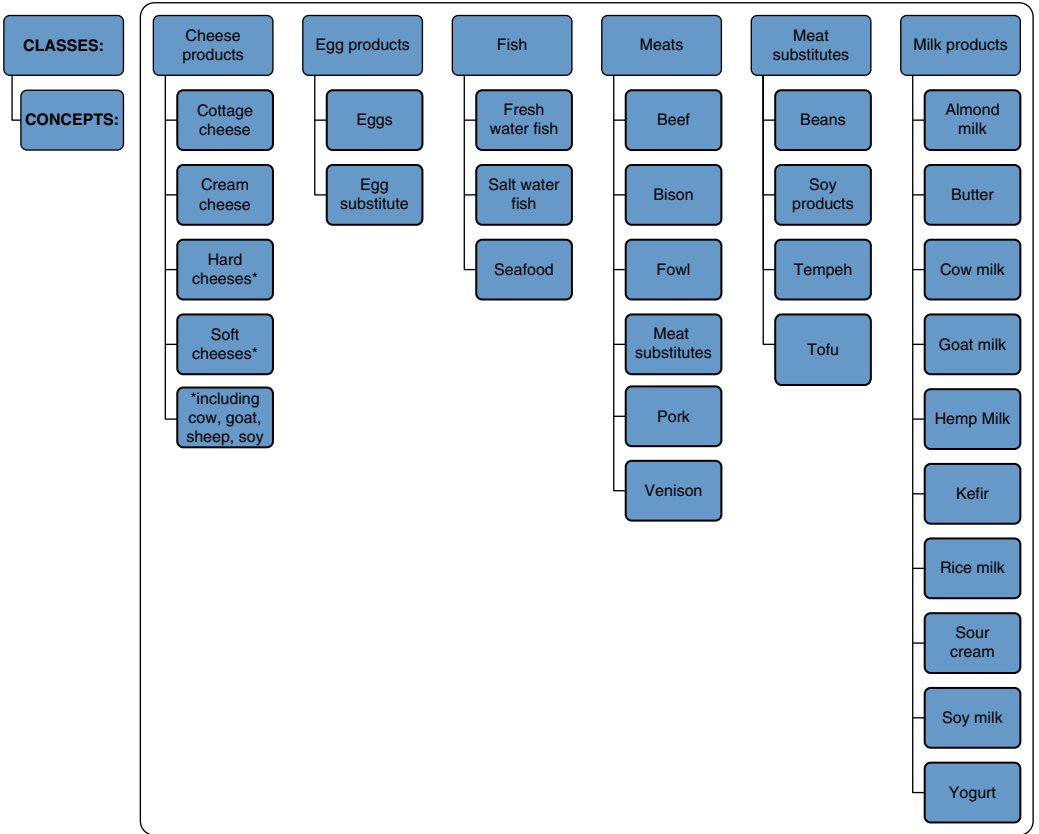 CLASSES:
CONCEPTS:
Cheese
products
Cottage
cheese
Cream
cheese
Hard
cheeses*
Soft
cheeses*
*including
cow, goat,
sheep, soy
Egg products
Eggs
Egg
substitute
Fish
Fresh
water fish
Salt water
fish
Seafood
Meats
Beef
Bison
Fowl
Meat
substitutes
Pork
Venison
Meat
substitutes
Beans
Soy
products
Tempeh
Tofu
Milk products
Almond
milk
Butter
Cow milk
Goat milk
Hemp Milk
Kefir
Rice milk
Sour
cream
Soy milk
Yogurt